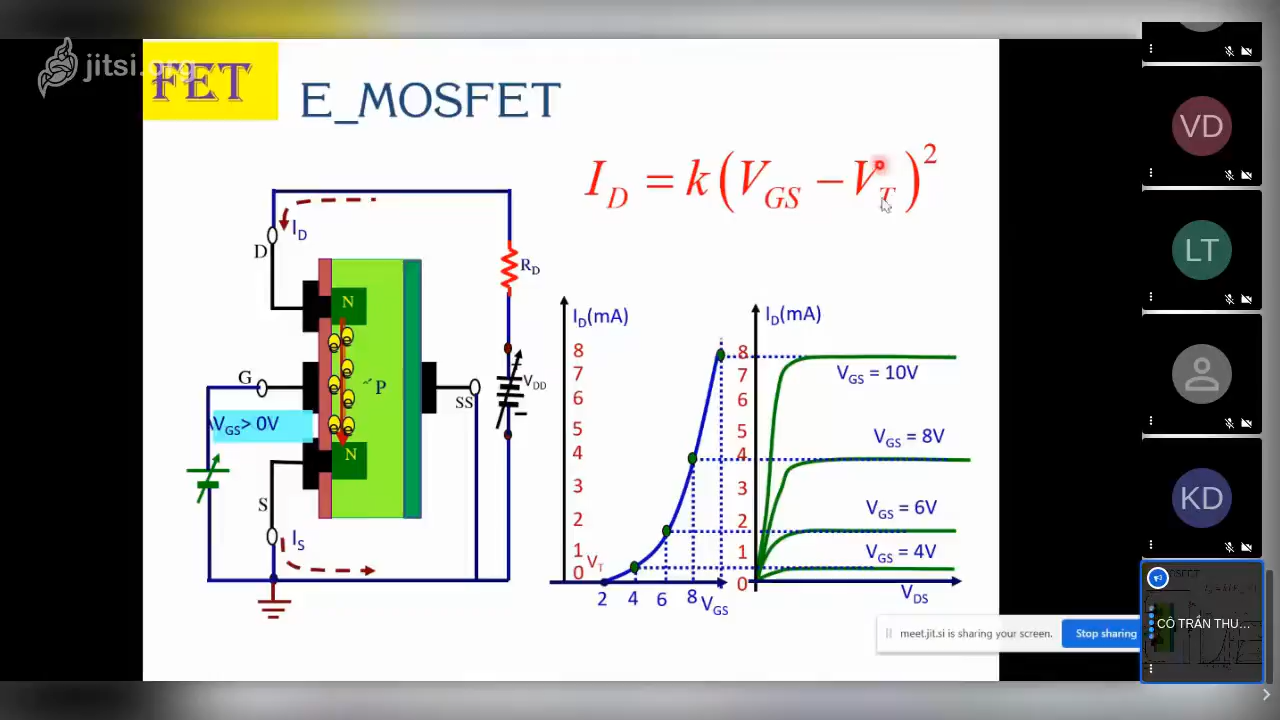 jitsi.org
FET
E_MOSFET
I_D = k(V_GS − V_T)^2
I_D
D
R_D
N
e e e e e e
G
P
SS
V_DD
V_GS> 0V
N
S
I_S
I_D(mA)
8
7
6
5
4
3
2
1
0
V_T
2 4 6 8 V_GS
I_D(mA)
8
7
6
5
4
3
2
1
0
V_GS = 10V
V_GS = 8V
V_GS = 6V
V_GS = 4V
V_DS
meet.jit.si is sharing your screen.
Stop sharing
VD
LT
KD
CÔ TRẦN THU...